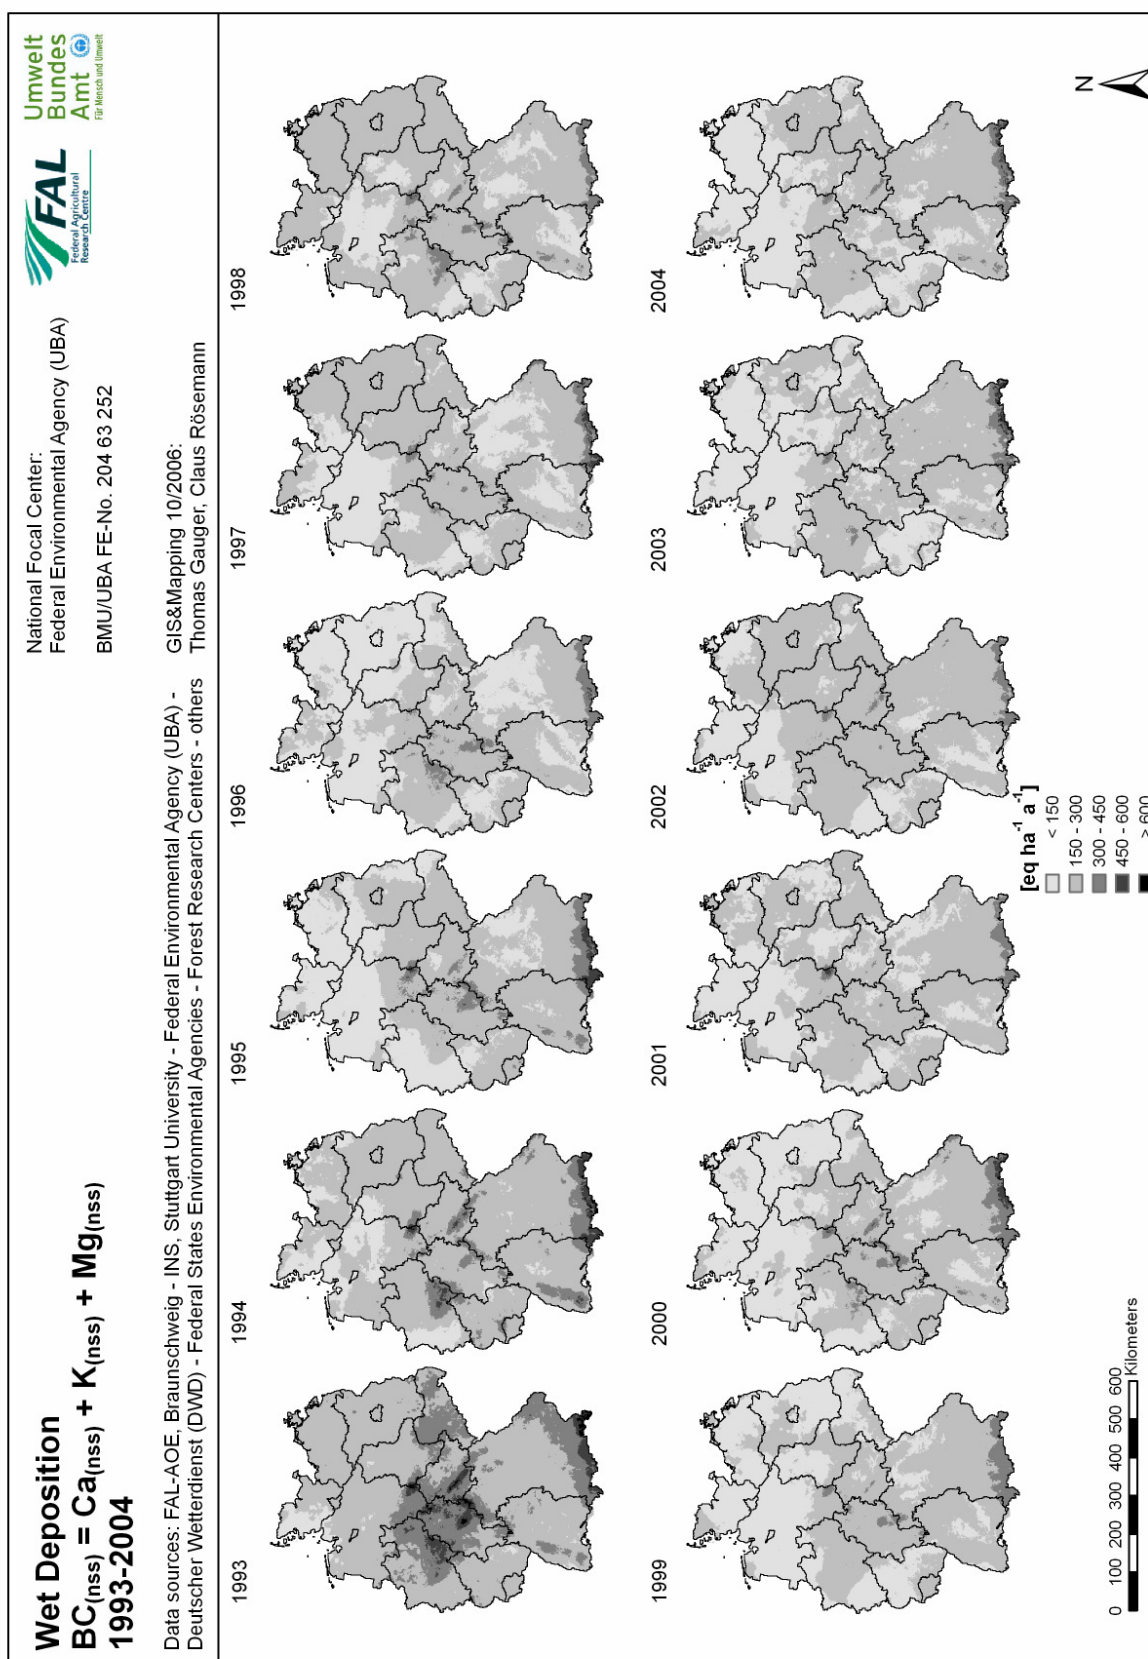 Wet Deposition
BC(nss) = Ca(nss) + K(nss) + Mg(nss)
1993-2004
National Focal Center:
Federal Environmental Agency (UBA)
BMU/UBA FE-No. 204 63 252
FAL
Federal Agricultural
Research Centre
Umwelt
Bundes
Amt
Für Mensch und Umwelt
Data sources: FAL-AOE, Braunschweig - INS, Stuttgart University - Federal Environmental Agency (UBA) -
Deutscher Wetterdienst (DWD) - Federal States Environmental Agencies - Forest Research Centers - others
GIS&Mapping 10/2006:
Thomas Gauger, Claus Rösemann
1993
1994
1995
1996
1997
1998
1999
2000
2001
2002
2003
2004
[eq ha-1 a-1]
< 150
150 - 300
300 - 450
450 - 600
> 600
0 100 200 300 400 500 600
Kilometers
N